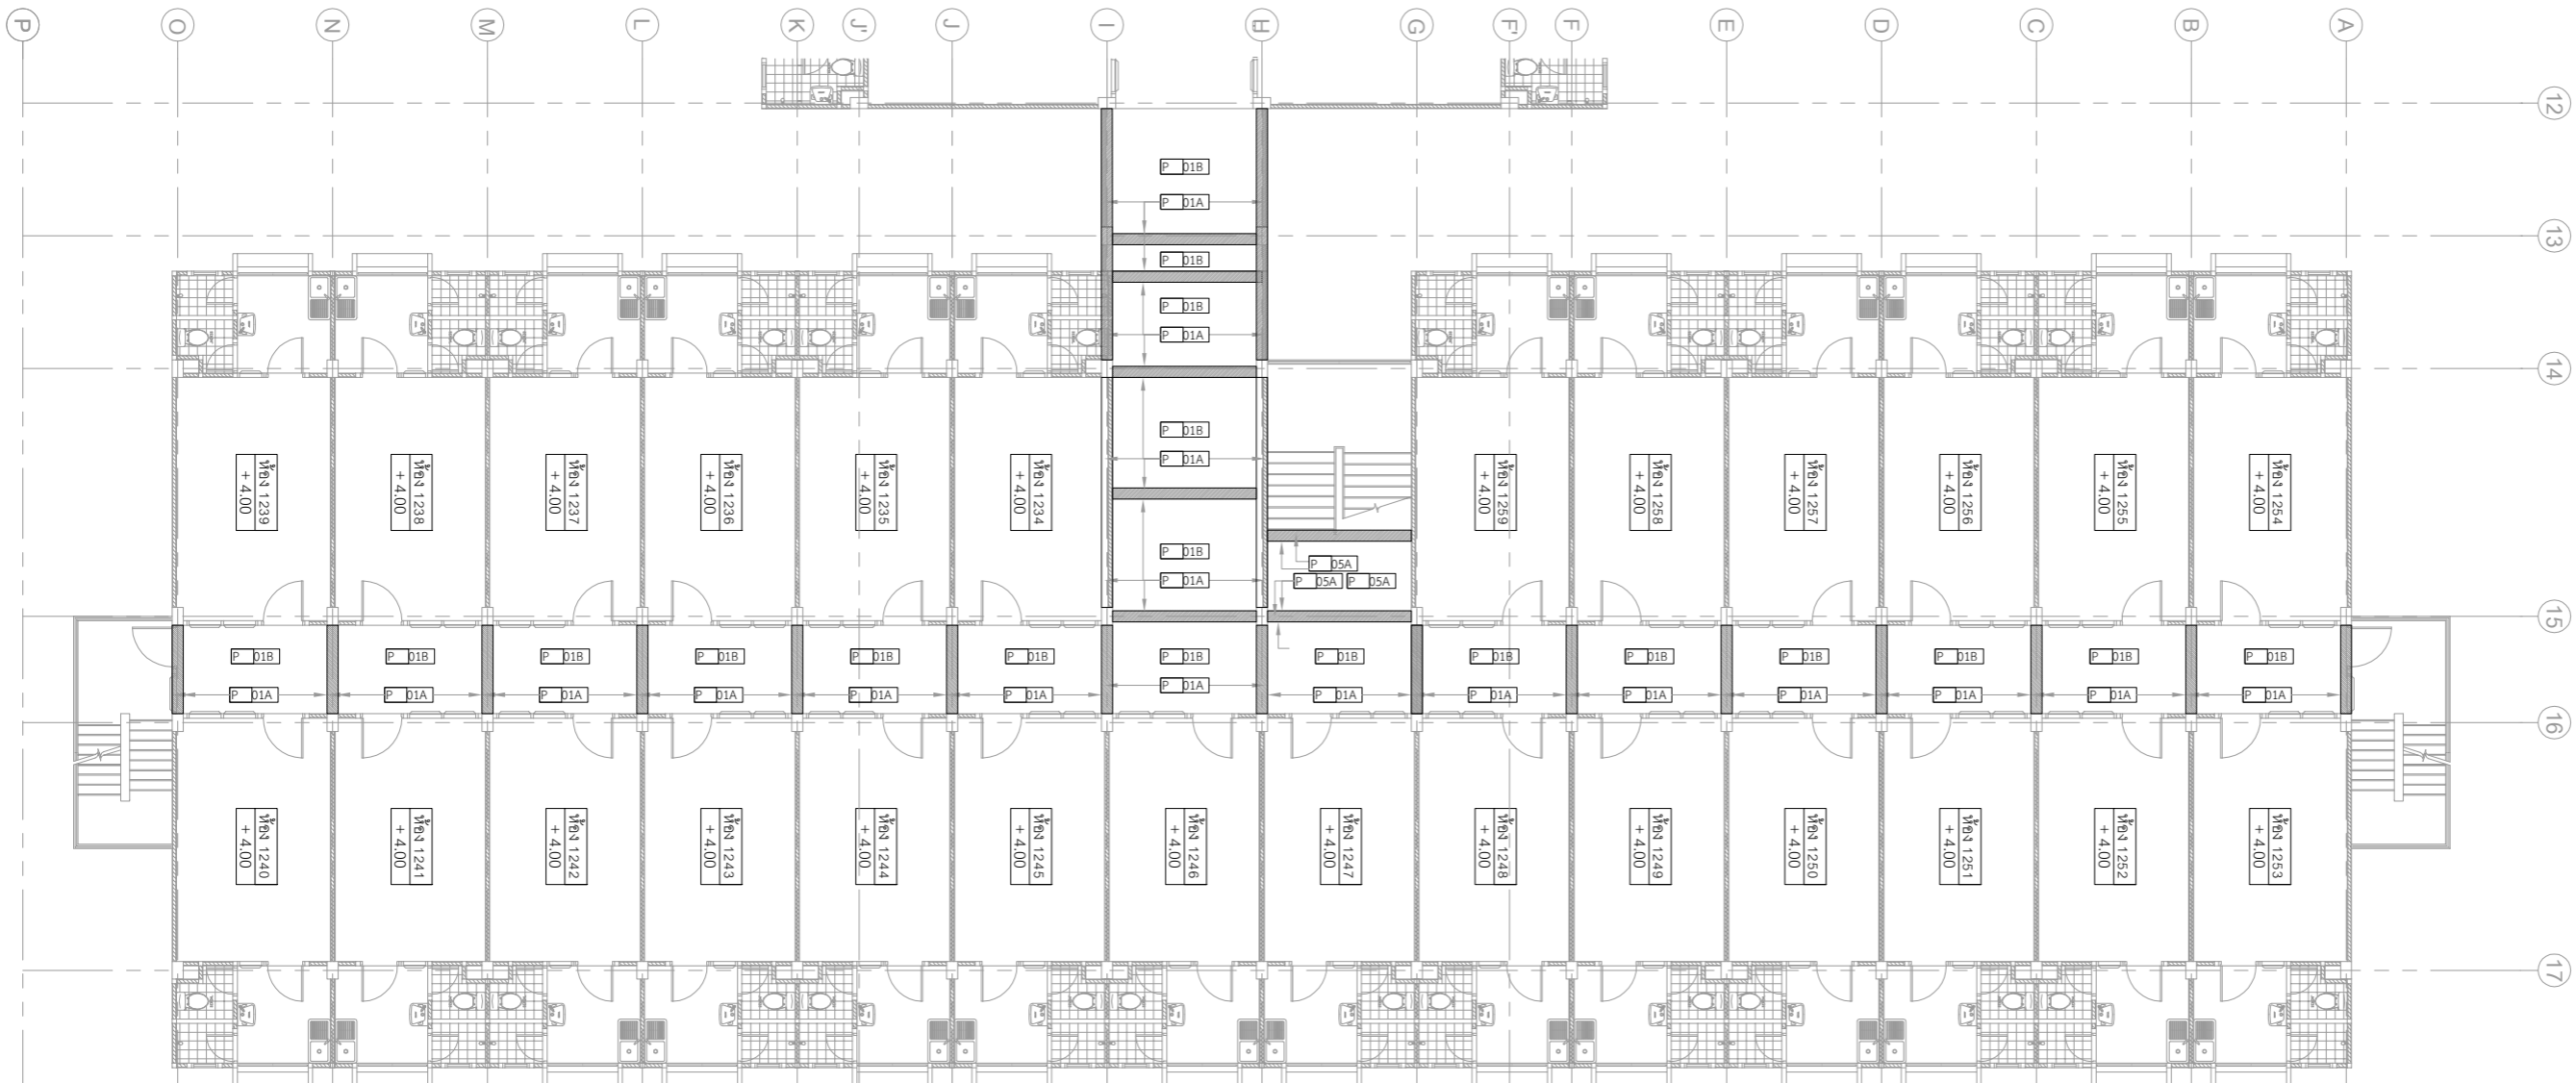 P O N M L K J' J I H G F' F E D C B A
12
P 01B
P 01A
13
P 01B
P 01B
P 01A
14
P 01B
P 01A
ห้อง 1239
+ 4.00
ห้อง 1238
+ 4.00
ห้อง 1237
+ 4.00
ห้อง 1236
+ 4.00
ห้อง 1235
+ 4.00
ห้อง 1234
+ 4.00
ห้อง 1259
+ 4.00
ห้อง 1258
+ 4.00
ห้อง 1257
+ 4.00
ห้อง 1256
+ 4.00
ห้อง 1255
+ 4.00
ห้อง 1254
+ 4.00
P 01B
P 05A
P 01A
P 05A P 05A
15
P 01B P 01B P 01B P 01B P 01B P 01B P 01B P 01B P 01B P 01B P 01B P 01B P 01B P 01B
P 01A P 01A P 01A P 01A P 01A P 01A P 01A P 01A P 01A P 01A P 01A P 01A P 01A P 01A
16
ห้อง 1240
+ 4.00
ห้อง 1241
+ 4.00
ห้อง 1242
+ 4.00
ห้อง 1243
+ 4.00
ห้อง 1244
+ 4.00
ห้อง 1245
+ 4.00
ห้อง 1246
+ 4.00
ห้อง 1247
+ 4.00
ห้อง 1248
+ 4.00
ห้อง 1249
+ 4.00
ห้อง 1250
+ 4.00
ห้อง 1251
+ 4.00
ห้อง 1252
+ 4.00
ห้อง 1253
+ 4.00
17